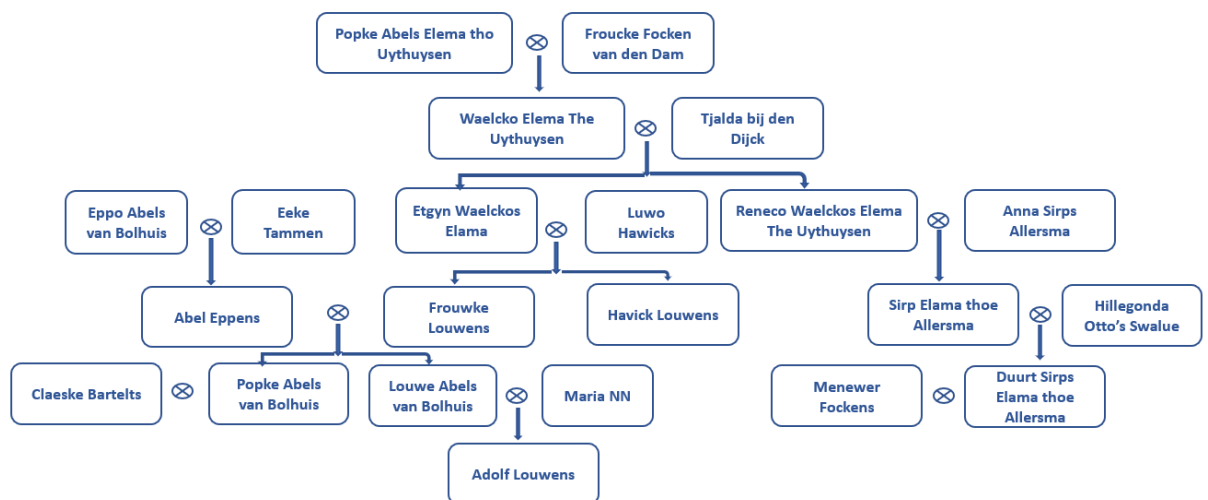 Popke Abels Elema tho
Uythuysen
Froucke Focken
van den Dam
Waelcko Elema The
Uythuysen
Tjalda bij den
Dijck
Eppo Abels
van Bolhuis
Eeke
Tammen
Etgyn Waelckos
Elama
Luwo
Hawicks
Reneco Waelckos Elema
The Uythuysen
Anna Sirps
Allersma
Abel Eppens
Frouwke
Louwens
Havick Louwens
Sirp Elama thoe
Allersma
Hillegonda
Otto’s Swalue
Claeske Bartelts
Popke Abels
van Bolhuis
Louwe Abels
van Bolhuis
Maria NN
Menewer
Fockens
Duurt Sirps
Elama thoe
Allersma
Adolf Louwens